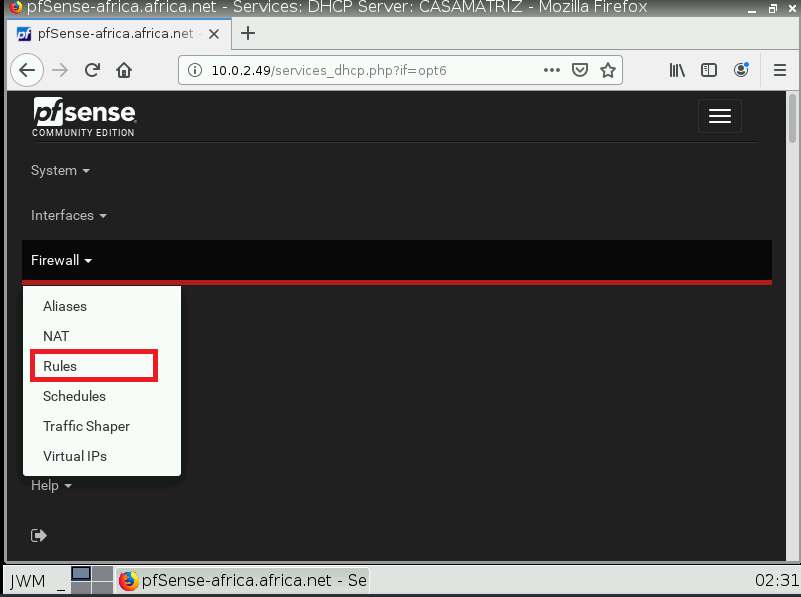 pfSense-africa.africa.net - Services: DHCP Server: CASAMATRIZ - Mozilla Firefox
pfSense-africa.africa.net -
10.0.2.49/services_dhcp.php?if=opt6
pfsense
COMMUNITY EDITION
System
Interfaces
Firewall
Aliases
NAT
Rules
Schedules
Traffic Shaper
Virtual IPs
Help
JWM _ pfSense-africa.africa.net - Se 02:31